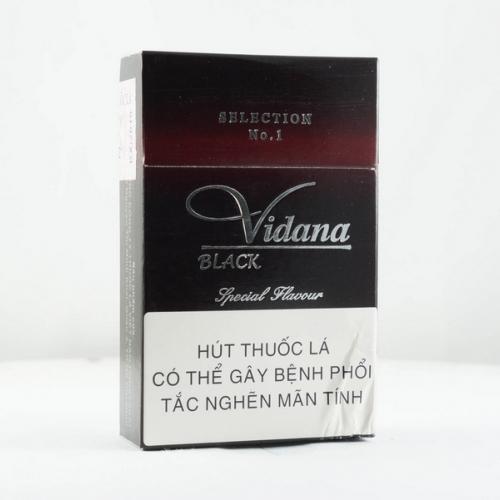 SELECTION
No.1
Vidana
BLACK
Special Flavour
HÚT THUỐC LÁ
CÓ THỂ GÂY BỆNH PHỔI
TẮC NGHẼN MÃN TÍNH